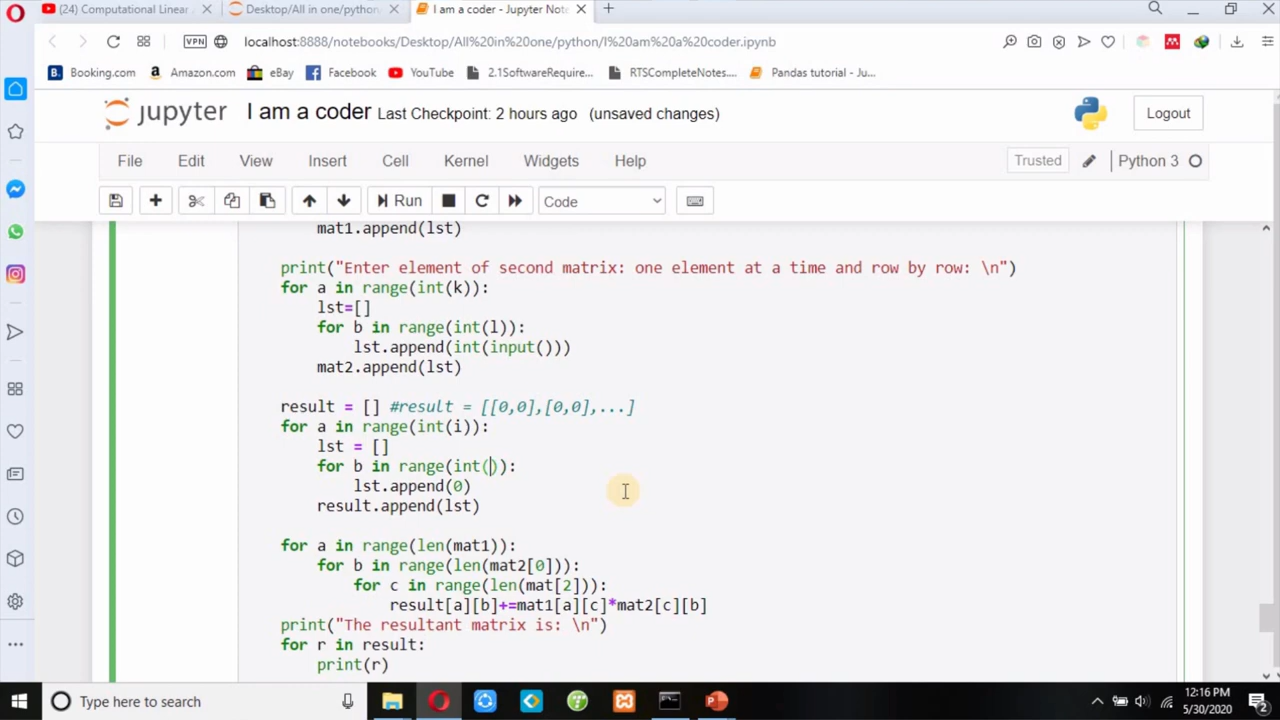 (24) Computational Linear
Desktop/All in one/python
I am a coder - Jupyter Not
VPN
localhost:8888/notebooks/Desktop/All%20in%20one/python/I%20am%20a%20coder.ipynb
Booking.com
Amazon.com
eBay
Facebook
YouTube
2.1SoftwareRequire...
RTSCompleteNotes....
Pandas tutorial - Ju...
jupyter
I am a coder Last Checkpoint: 2 hours ago (unsaved changes)
Logout
File Edit View Insert Cell Kernel Widgets Help
Trusted
Python 3
Run
Code
mat1.append(lst)
print("Enter element of second matrix: one element at a time and row by row: \n")
for a in range(int(k)):
lst=[]
for b in range(int(l)):
lst.append(int(input()))
mat2.append(lst)
result = [] #result = [[0,0],[0,0],...]
for a in range(int(i)):
lst = []
for b in range(int()):
lst.append(0)
result.append(lst)
for a in range(len(mat1)):
for b in range(len(mat2[0])):
for c in range(len(mat[2])):
result[a][b]+=mat1[a][c]*mat2[c][b]
print("The resultant matrix is: \n")
for r in result:
print(r)
Type here to search
12:16 PM
5/30/2020
2